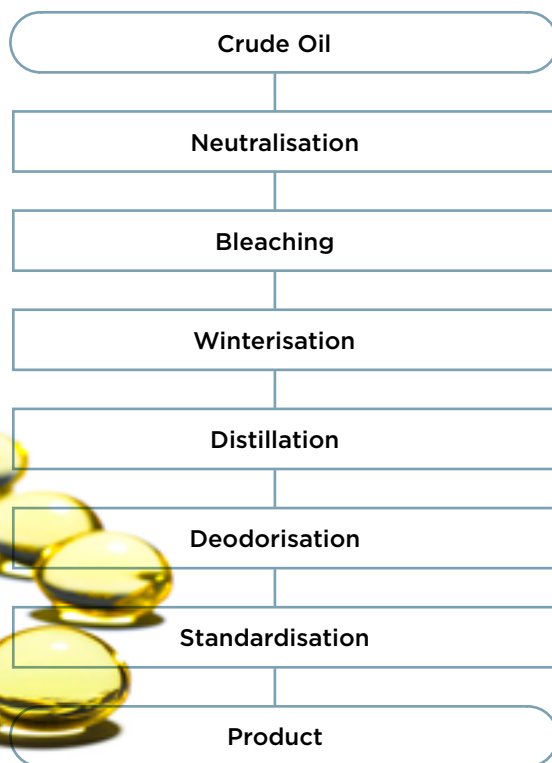 Crude Oil
Neutralisation
Bleaching
Winterisation
Distillation
Deodorisation
Standardisation
Product